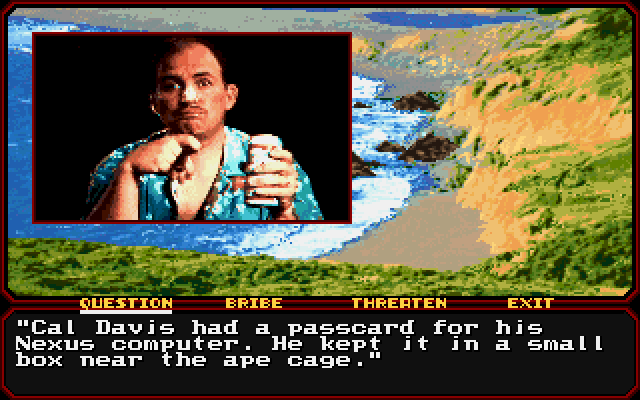 QUESTION BRIBE THREATEN EXIT
"Cal Davis had a passcard for his
Nexus computer. He kept it in a small
box near the ape cage."